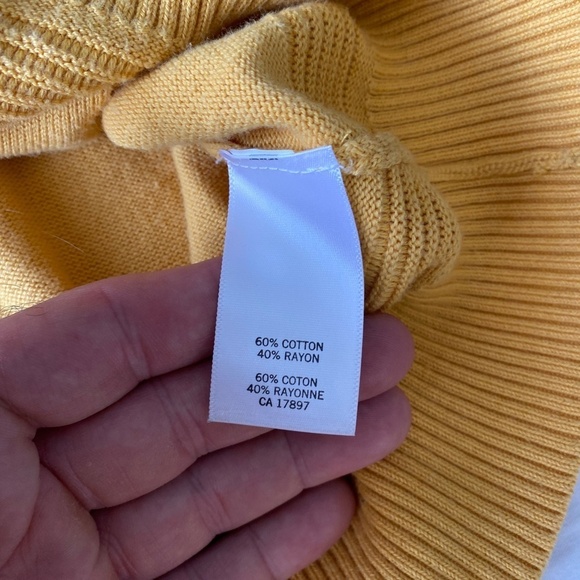 60% COTTON
40% RAYON
60% COTON
40% RAYONNE
CA 17897